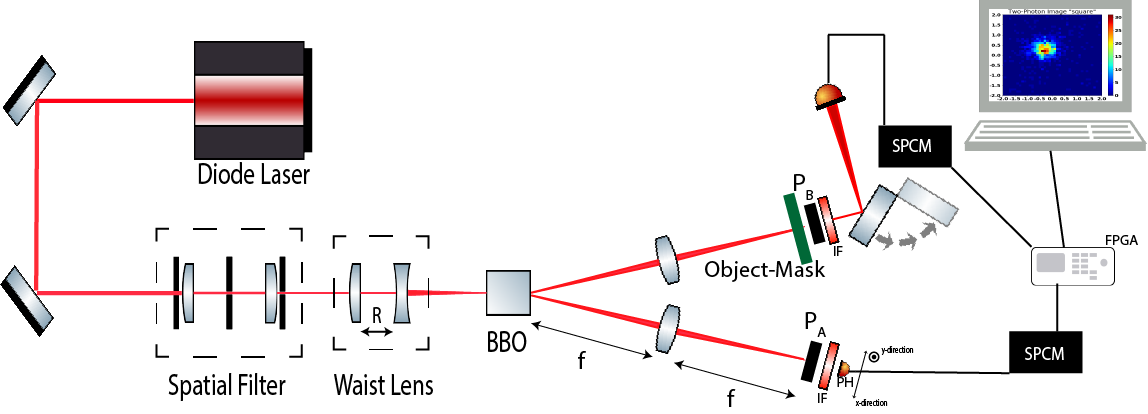 Two-Photon Image "square"
2.0
1.5
1.0
0.5
0.0
-0.5
-1.0
-1.5
2.0
-2.0 -1.5 -1.0 -0.5 0.0 0.5 1.0 1.5 2.0
30
25
20
15
10
5
0
SPCM
Diode Laser
P
B
IF
Object-Mask
FPGA
R
BBO
Spatial Filter
Waist Lens
f
f
P
A
IF
PH
y-direction
x-direction
SPCM